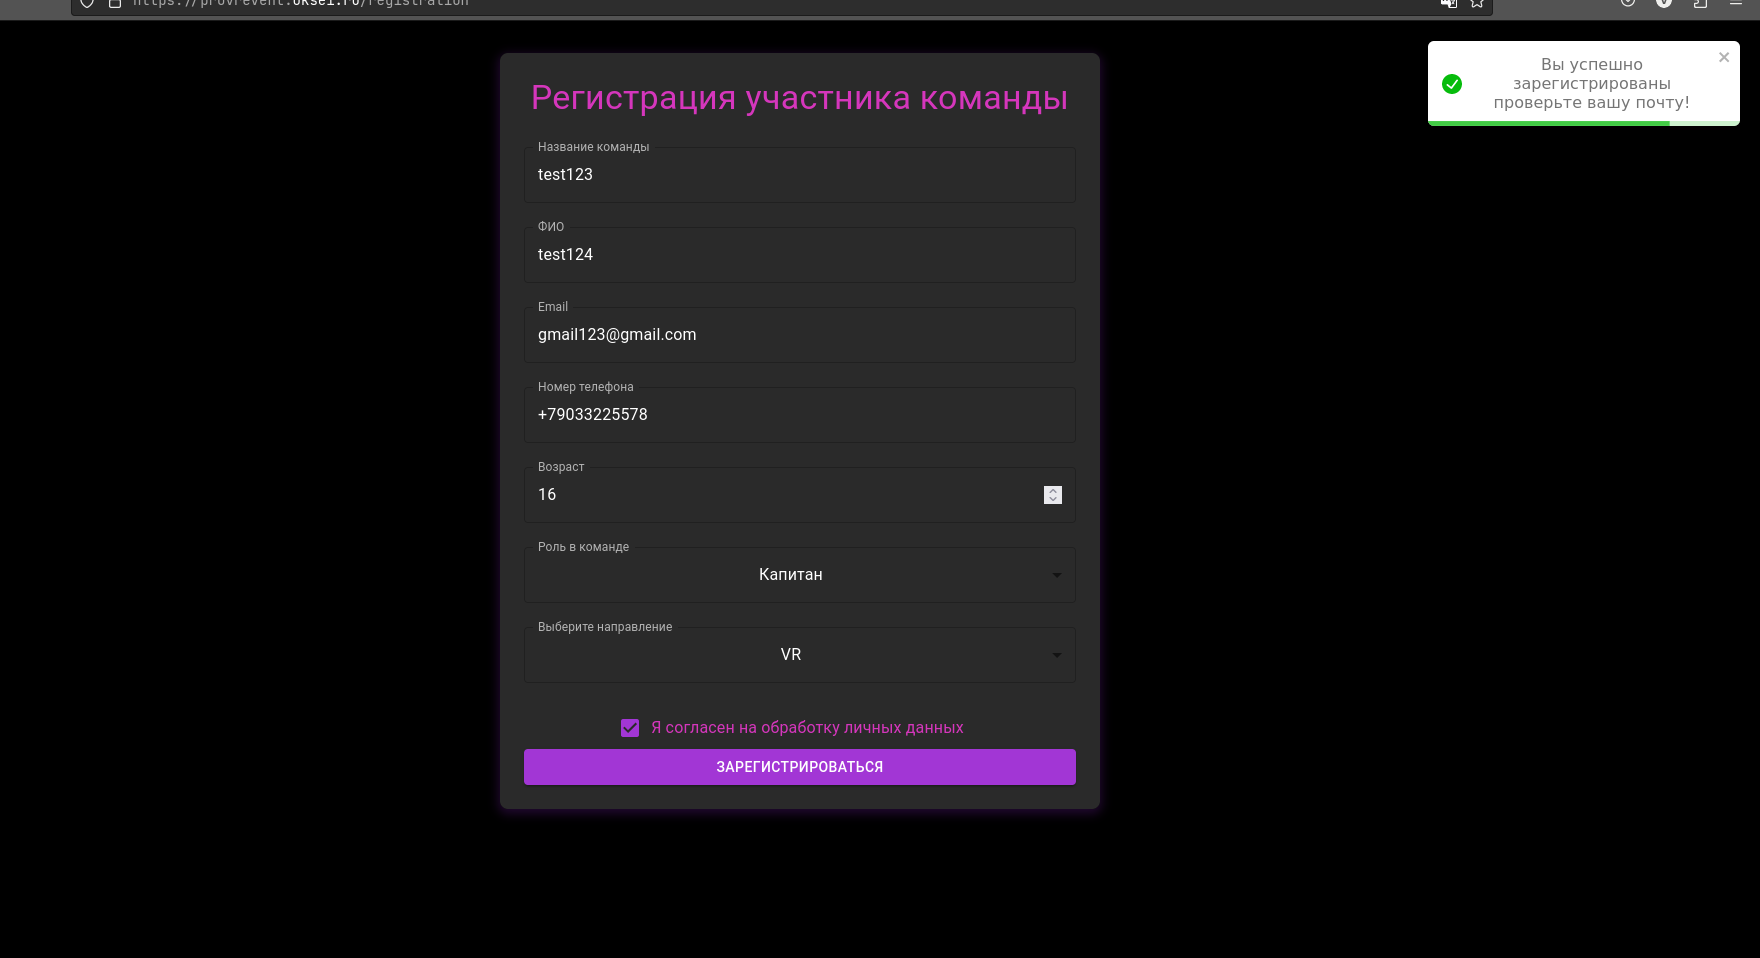 https://provrevent.oksei.ru/registration
Вы успешно
зарегистрированы
проверьте вашу почту!
Регистрация участника команды
Название команды
test123
ФИО
test124
Email
gmail123@gmail.com
Номер телефона
+79033225578
Возраст
16
Роль в команде
Капитан
Выберите направление
VR
Я согласен на обработку личных данных
ЗАРЕГИСТРИРОВАТЬСЯ